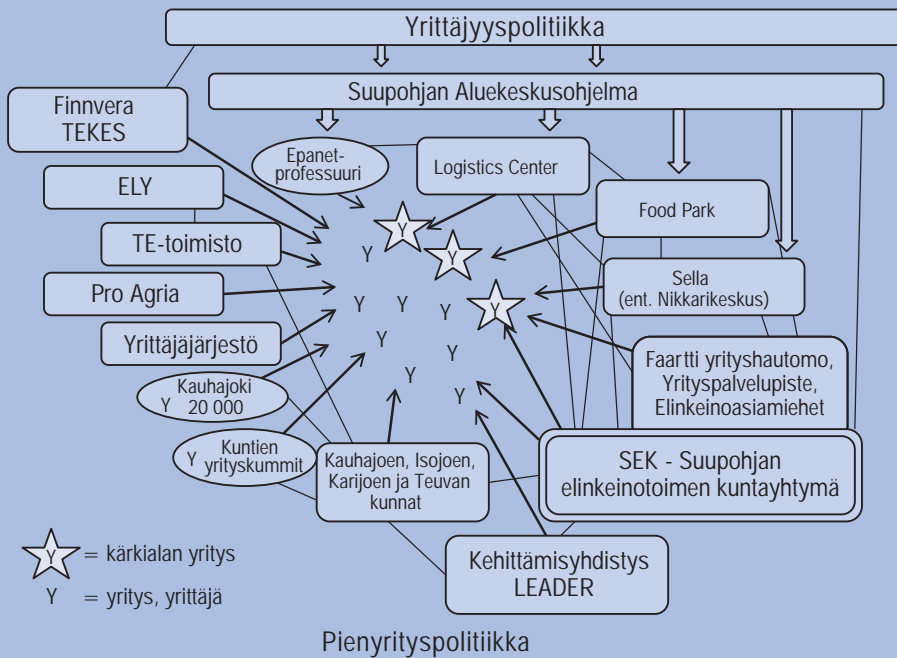 Yrittäjyyspolitiikka
Suupohjan Aluekeskusohjelma
Finnvera
TEKES
Epanet-
professuuri
Logistics Center
ELY
Food Park
TE-toimisto
Y
Y
Y
Sella
(ent. Nikkarikeskus)
Pro Agria
Y
Y
Y
Y
Yrittäjäjärjestö
Y
Y
Faartti yrityshautomo,
Yrityspalvelupiste,
Elinkeinoasiamiehet
Kauhajoki
Y 20 000
Y
Y
Kuntien
Y yrityskummit
Kauhajoen, Isojoen,
Karijoen ja Teuvan
kunnat
SEK - Suupohjan
elinkeinotoimen kuntayhtymä
Y = kärkialan yritys
Y = yritys, yrittäjä
Kehittämisyhdistys
LEADER
Pienyrityspolitiikka